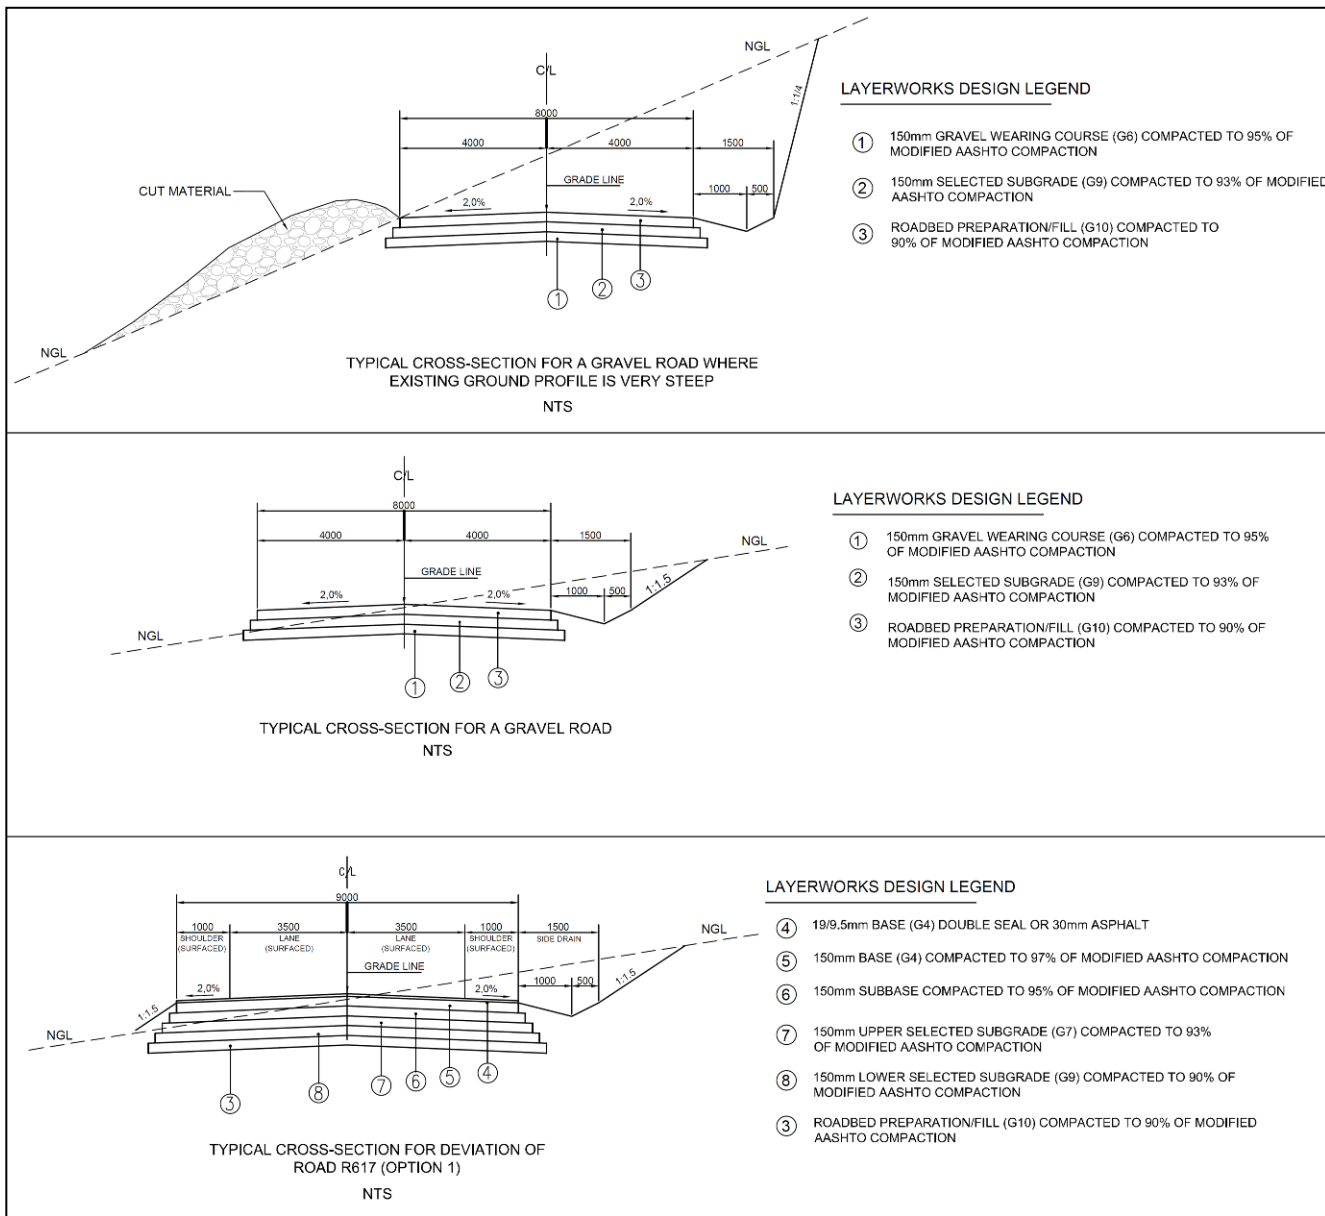 NGL
C/L
8000
4000
4000
1500
1:1/4
GRADE LINE
1000
500
2,0%
2,0%
CUT MATERIAL
1
2
3
NGL
TYPICAL CROSS-SECTION FOR A GRAVEL ROAD WHERE
EXISTING GROUND PROFILE IS VERY STEEP
NTS
LAYERWORKS DESIGN LEGEND
1 150mm GRAVEL WEARING COURSE (G6) COMPACTED TO 95% OF
MODIFIED AASHTO COMPACTION
2 150mm SELECTED SUBGRADE (G9) COMPACTED TO 93% OF MODIFIED
AASHTO COMPACTION
3 ROADBED PREPARATION/FILL (G10) COMPACTED TO
90% OF MODIFIED AASHTO COMPACTION
C/L
8000
4000
4000
1500
NGL
GRADE LINE
1000
500
1:1.5
2,0%
2,0%
NGL
1
2
3
TYPICAL CROSS-SECTION FOR A GRAVEL ROAD
NTS
LAYERWORKS DESIGN LEGEND
1 150mm GRAVEL WEARING COURSE (G6) COMPACTED TO 95%
OF MODIFIED AASHTO COMPACTION
2 150mm SELECTED SUBGRADE (G9) COMPACTED TO 93% OF
MODIFIED AASHTO COMPACTION
3 ROADBED PREPARATION/FILL (G10) COMPACTED TO 90% OF
MODIFIED AASHTO COMPACTION
C/L
9000
1000
3500
3500
1000
1500
SHOULDER
(SURFACED)
LANE
(SURFACED)
LANE
(SURFACED)
SHOULDER
(SURFACED)
SIDE DRAIN
NGL
GRADE LINE
1000
500
1:1.5
2,0%
2,0%
1:1.5
NGL
3
8
7
6
5
4
TYPICAL CROSS-SECTION FOR DEVIATION OF
ROAD R617 (OPTION 1)
NTS
LAYERWORKS DESIGN LEGEND
4 19/9.5mm BASE (G4) DOUBLE SEAL OR 30mm ASPHALT
5 150mm BASE (G4) COMPACTED TO 97% OF MODIFIED AASHTO COMPACTION
6 150mm SUBBASE COMPACTED TO 95% OF MODIFIED AASHTO COMPACTION
7 150mm UPPER SELECTED SUBGRADE (G7) COMPACTED TO 93%
OF MODIFIED AASHTO COMPACTION
8 150mm LOWER SELECTED SUBGRADE (G9) COMPACTED TO 90% OF
MODIFIED AASHTO COMPACTION
3 ROADBED PREPARATION/FILL (G10) COMPACTED TO 90% OF MODIFIED
AASHTO COMPACTION